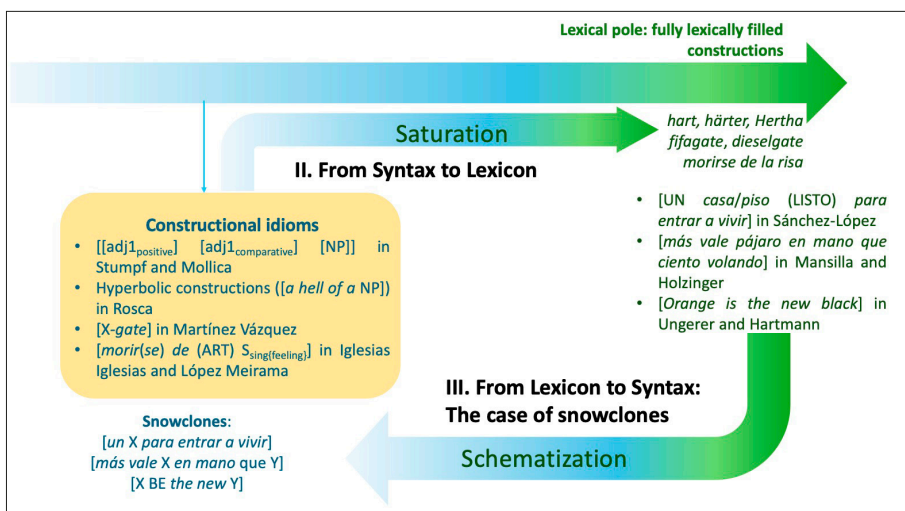 Lexical pole: fully lexically filled
constructions
Saturation
hart, härter, Hertha
fifagate, dieselgate
morirse de la risa
II. From Syntax to Lexicon
Constructional idioms
• [[adj1positive] [adj1comparative] [NP]] in
Stumpf and Mollica
• Hyperbolic constructions ([a hell of a NP])
in Rosca
• [X-gate] in Martínez Vázquez
• [morir(se) de (ART) Ssing{feeling}] in Iglesias
Iglesias and López Meirama
• [UN casa/piso (LISTO) para
entrar a vivir] in Sánchez-López
• [más vale pájaro en mano que
ciento volando] in Mansilla and
Holzinger
• [Orange is the new black] in
Ungerer and Hartmann
III. From Lexicon to Syntax:
The case of snowclones
Schematization
Snowclones:
[un X para entrar a vivir]
[más vale X en mano que Y]
[X BE the new Y]